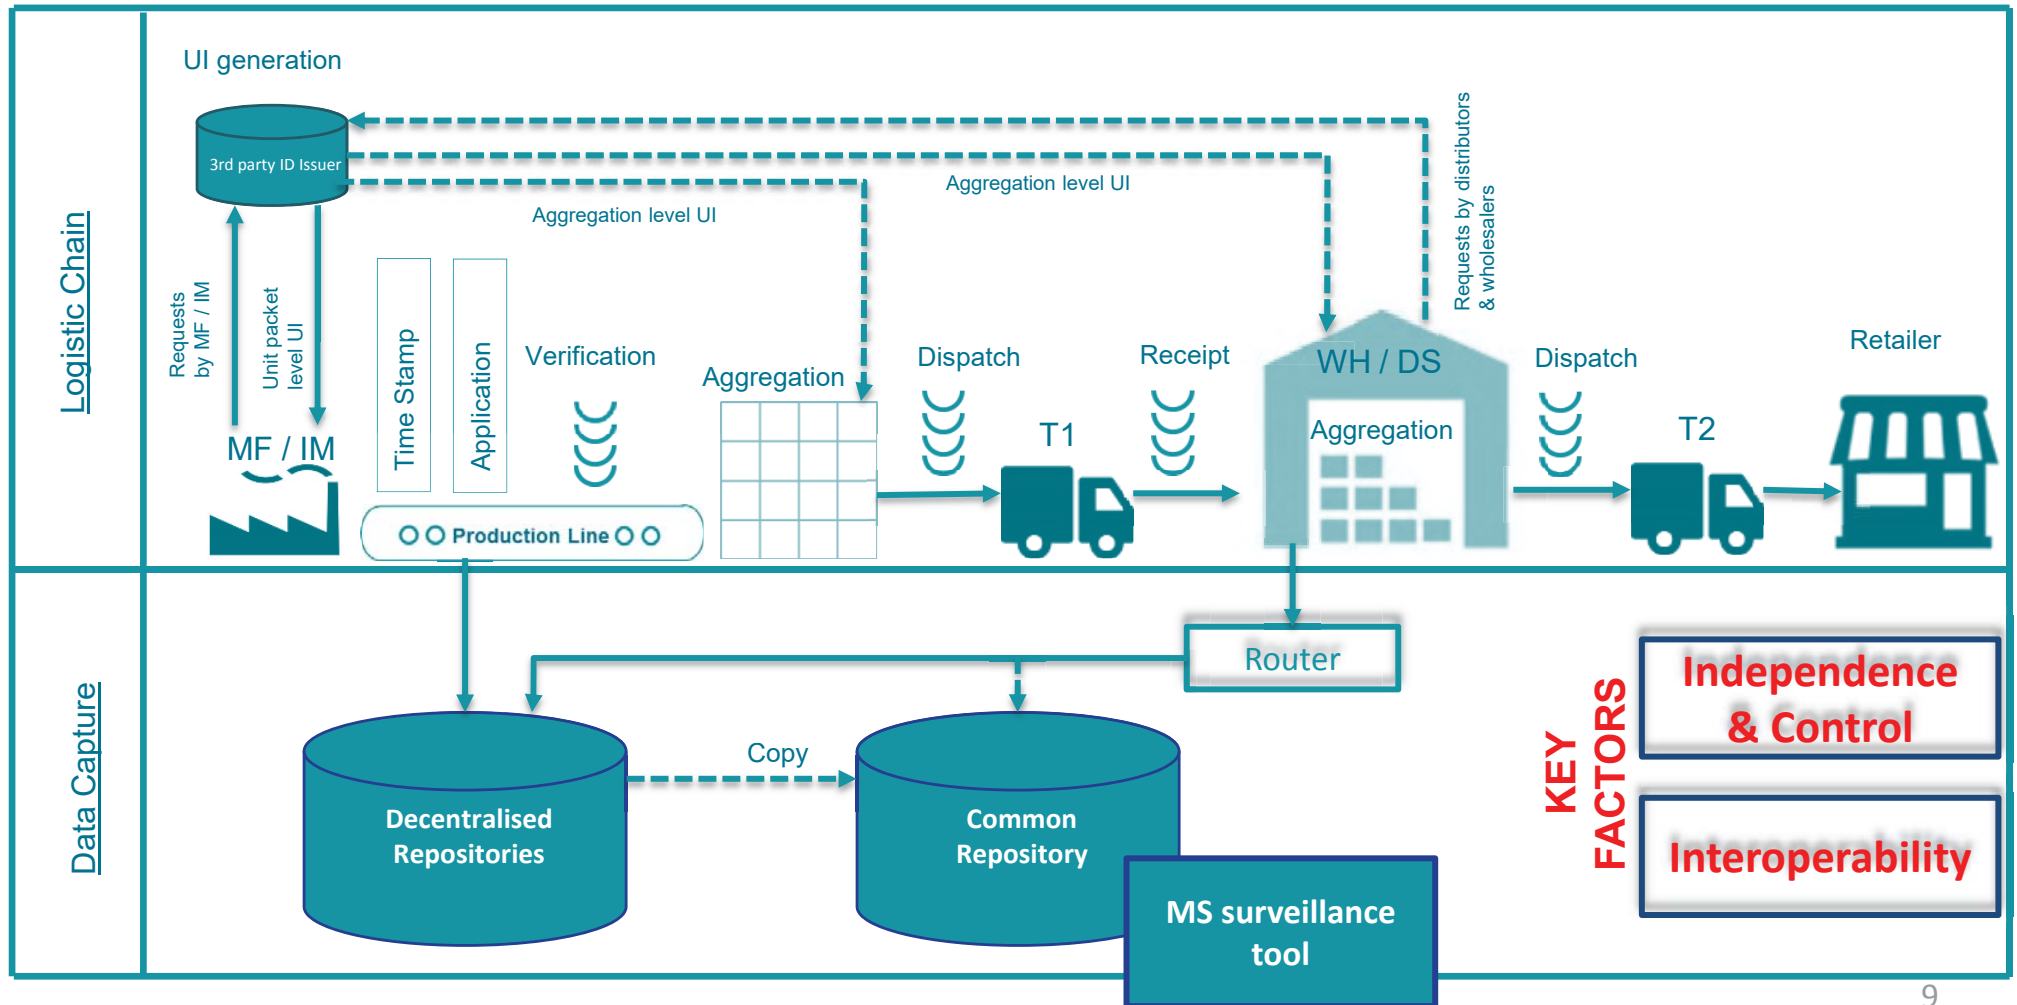 UI generation
3rd party ID Issuer
Aggregation level UI
Aggregation level UI
Requests by distributors
& wholesalers
Logistic Chain
Requests
by MF / IM
Unit packet
level UI
Time Stamp
Application
Verification
Aggregation
Dispatch
Receipt
WH / DS
Dispatch
Retailer
MF / IM
T1
Aggregation
T2
Production Line
Data Capture
Router
Copy
Decentralised
Repositories
Common
Repository
MS surveillance
tool
KEY
FACTORS
Independence
& Control
Interoperability
9